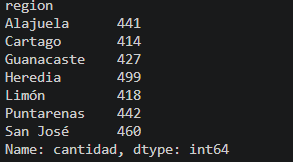 region
Alajuela 441
Cartago 414
Guanacaste 427
Heredia 499
Limón 418
Puntarenas 442
San José 460
Name: cantidad, dtype: int64